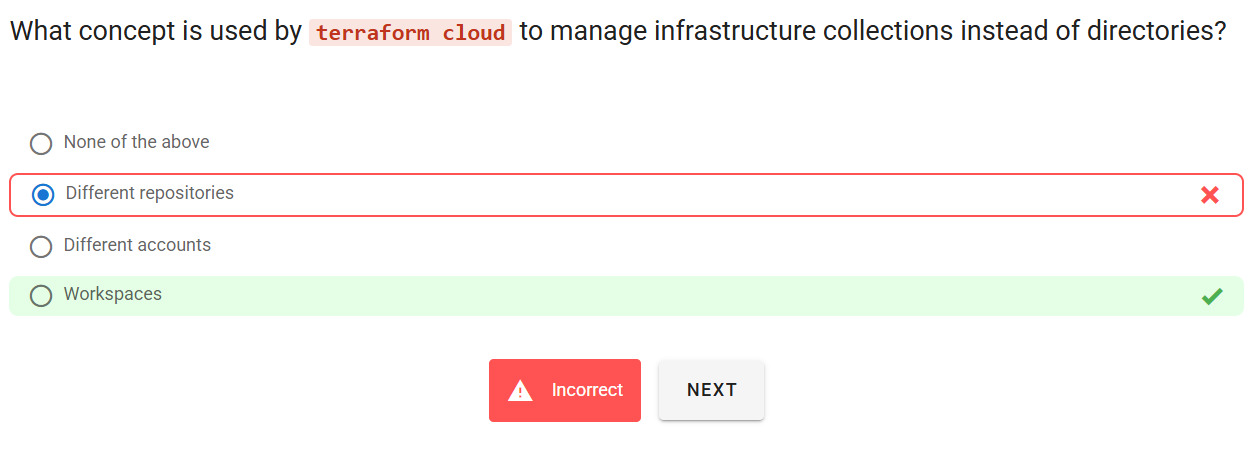 What concept is used by terraform cloud to manage infrastructure collections instead of directories?
None of the above
Different repositories
Different accounts
Workspaces
Incorrect NEXT